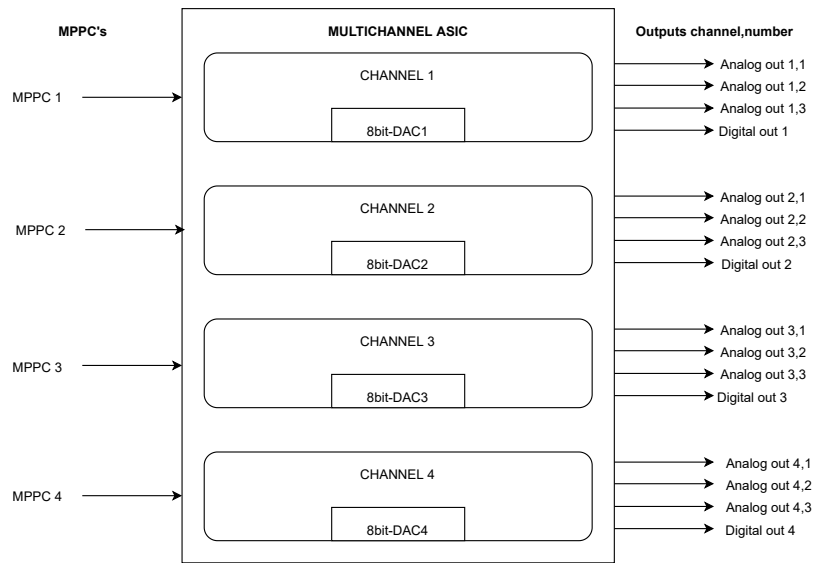 MPPC's
MULTICHANNEL ASIC
Outputs channel,number
MPPC 1
CHANNEL 1
8bit-DAC1
Analog out 1,1
Analog out 1,2
Analog out 1,3
Digital out 1
MPPC 2
CHANNEL 2
8bit-DAC2
Analog out 2,1
Analog out 2,2
Analog out 2,3
Digital out 2
MPPC 3
CHANNEL 3
8bit-DAC3
Analog out 3,1
Analog out 3,2
Analog out 3,3
Digital out 3
MPPC 4
CHANNEL 4
8bit-DAC4
Analog out 4,1
Analog out 4,2
Analog out 4,3
Digital out 4